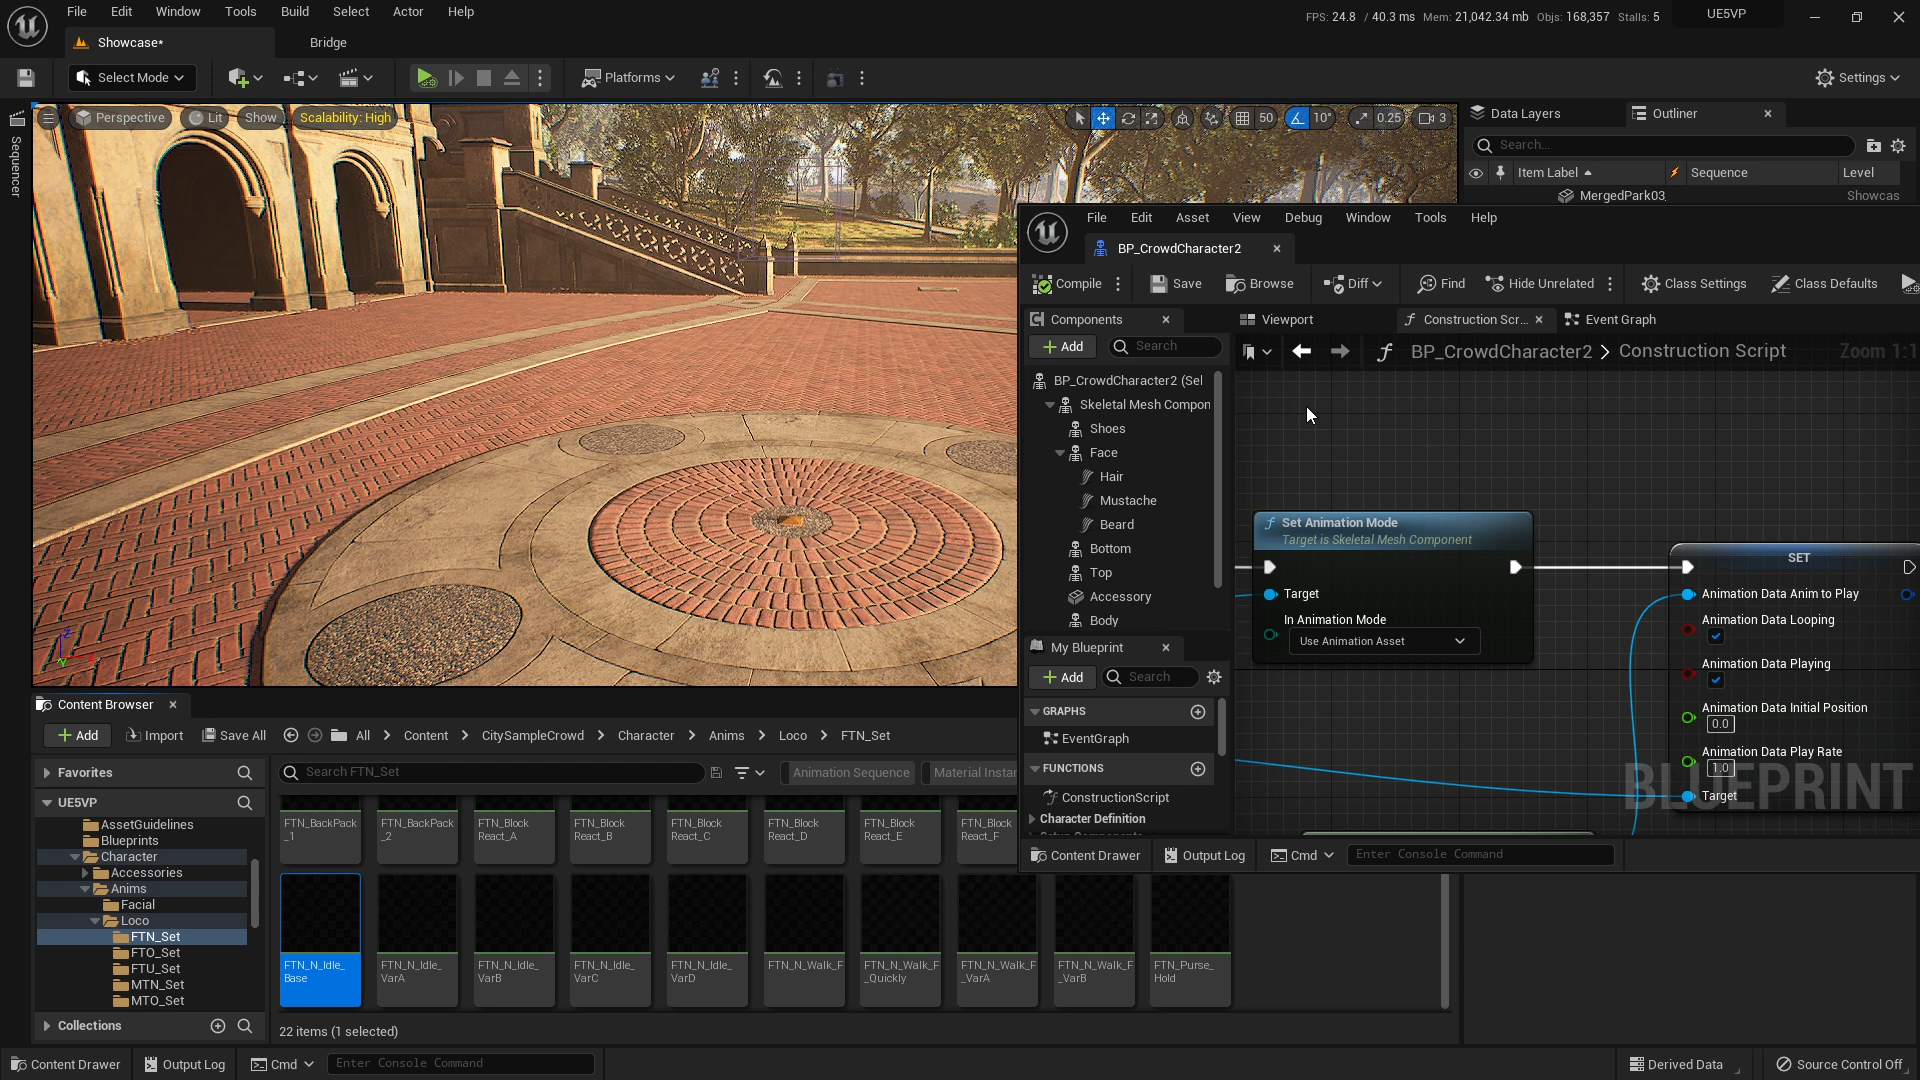 File Edit Window Tools Build Select Actor Help
FPS: 24.8 / 40.3 ms Mem: 21,042.34 mb Objs: 168,357 Stalls: 5
UE5VP
Showcase*
Bridge
Select Mode
Platforms
Settings
Sequencer
Perspective
Lit
Show
Scalability: High
50
10°
0.25
3
Data Layers
Outliner
Search...
Item Label
Sequence
Level
MergedPark03
Showcas
File Edit Asset View Debug Window Tools Help
BP_CrowdCharacter2
Compile
Save
Browse
Diff
Find
Hide Unrelated
Class Settings
Class Defaults
Components
Add
Search
BP_CrowdCharacter2 (Sel
Skeletal Mesh Compon
Shoes
Face
Hair
Mustache
Beard
Bottom
Top
Accessory
Body
My Blueprint
Add
Search
GRAPHS
EventGraph
FUNCTIONS
ConstructionScript
Character Definition
Viewport
Construction Scr...
Event Graph
BP_CrowdCharacter2 > Construction Script
Zoom 1:1
Set Animation Mode
Target is Skeletal Mesh Component
Target
In Animation Mode
Use Animation Asset
SET
Animation Data Anim to Play
Animation Data Looping
Animation Data Playing
Animation Data Initial Position
0.0
Animation Data Play Rate
1.0
Target
BLUEPRINT
Content Drawer
Output Log
Cmd
Enter Console Command
Content Browser
Add
Import
Save All
All > Content > CitySampleCrowd > Character > Anims > Loco > FTN_Set
Favorites
UE5VP
AssetGuidelines
Blueprints
Character
Accessories
Anims
Facial
Loco
FTN_Set
FTO_Set
FTU_Set
MTN_Set
MTO_Set
Collections
Search FTN_Set
Animation Sequence
Material Instan
FTN_BackPack
_1
FTN_BackPack
_2
FTN_Block
React_A
FTN_Block
React_B
FTN_Block
React_C
FTN_Block
React_D
FTN_Block
React_E
FTN_Block
React_F
FTN_N_Idle_
Base
FTN_N_Idle_
VarA
FTN_N_Idle_
VarB
FTN_N_Idle_
VarC
FTN_N_Idle_
VarD
FTN_N_Walk_F
FTN_N_Walk_F
_Quickly
FTN_N_Walk_F
_VarA
FTN_N_Walk_F
_VarB
FTN_Purse_
Hold
22 items (1 selected)
Content Drawer
Output Log
Cmd
Enter Console Command
Derived Data
Source Control Off